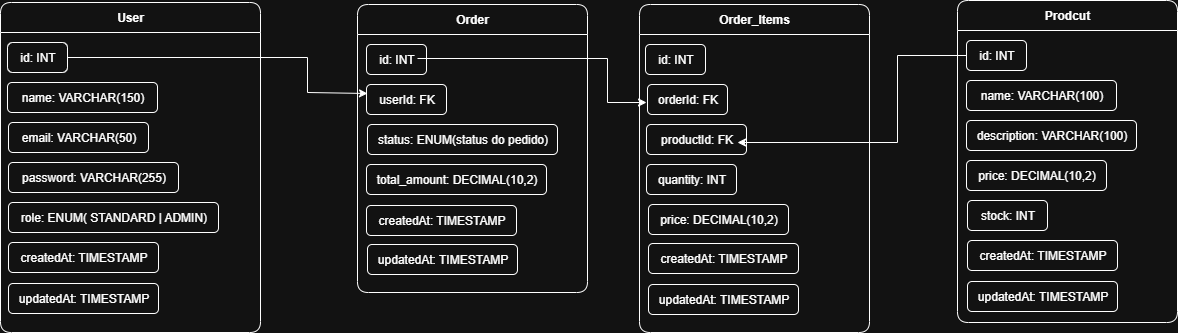 User
id: INT
name: VARCHAR(150)
email: VARCHAR(50)
password: VARCHAR(255)
role: ENUM( STANDARD | ADMIN)
createdAt: TIMESTAMP
updatedAt: TIMESTAMP
Order
id: INT
userId: FK
status: ENUM(status do pedido)
total_amount: DECIMAL(10,2)
createdAt: TIMESTAMP
updatedAt: TIMESTAMP
Order_Items
id: INT
orderId: FK
productId: FK
quantity: INT
price: DECIMAL(10,2)
createdAt: TIMESTAMP
updatedAt: TIMESTAMP
Prodcut
id: INT
name: VARCHAR(100)
description: VARCHAR(100)
price: DECIMAL(10,2)
stock: INT
createdAt: TIMESTAMP
updatedAt: TIMESTAMP